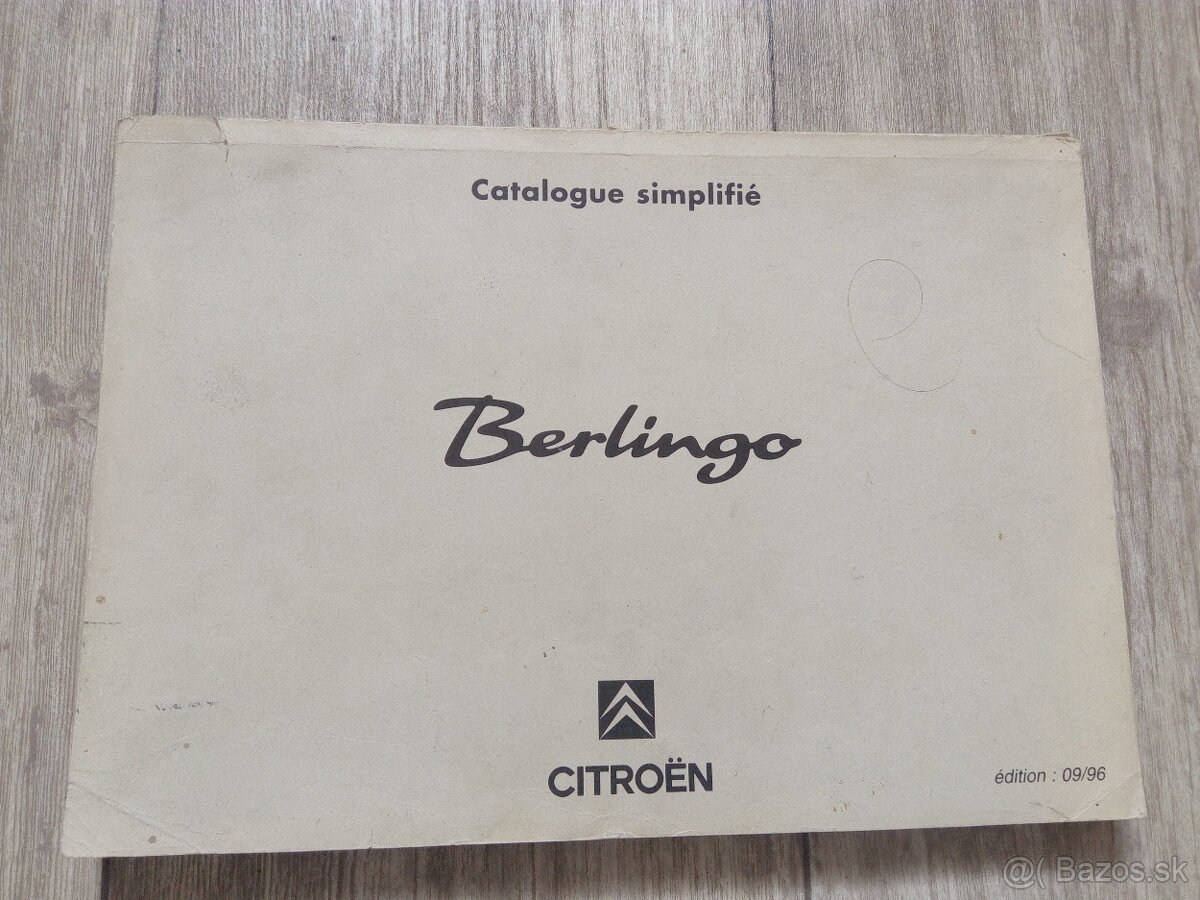 Catalogue simplifié
Berlingo
CITROËN
édition : 09/96
@( Bazos.sk